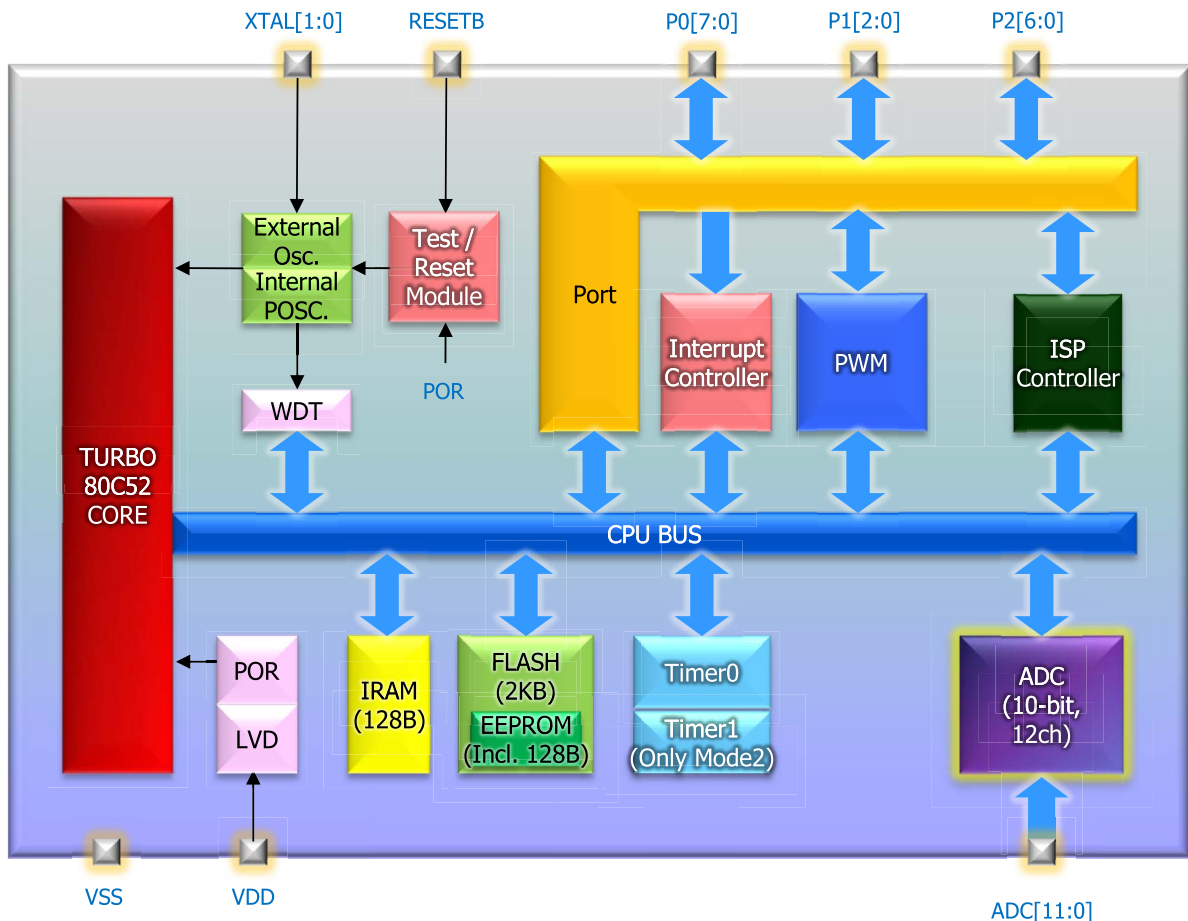 XTAL[1:0]
RESETB
P0[7:0]
P1[2:0]
P2[6:0]
External
Osc.
Internal
POSC.
Test /
Reset
Module
Port
Interrupt
Controller
PWM
ISP
Controller
POR
WDT
TURBO
80C52
CORE
CPU BUS
POR
LVD
IRAM
(128B)
FLASH
(2KB)
EEPROM
(Incl. 128B)
Timer0
Timer1
(Only Mode2)
ADC
(10-bit,
12ch)
VSS
VDD
ADC[11:0]